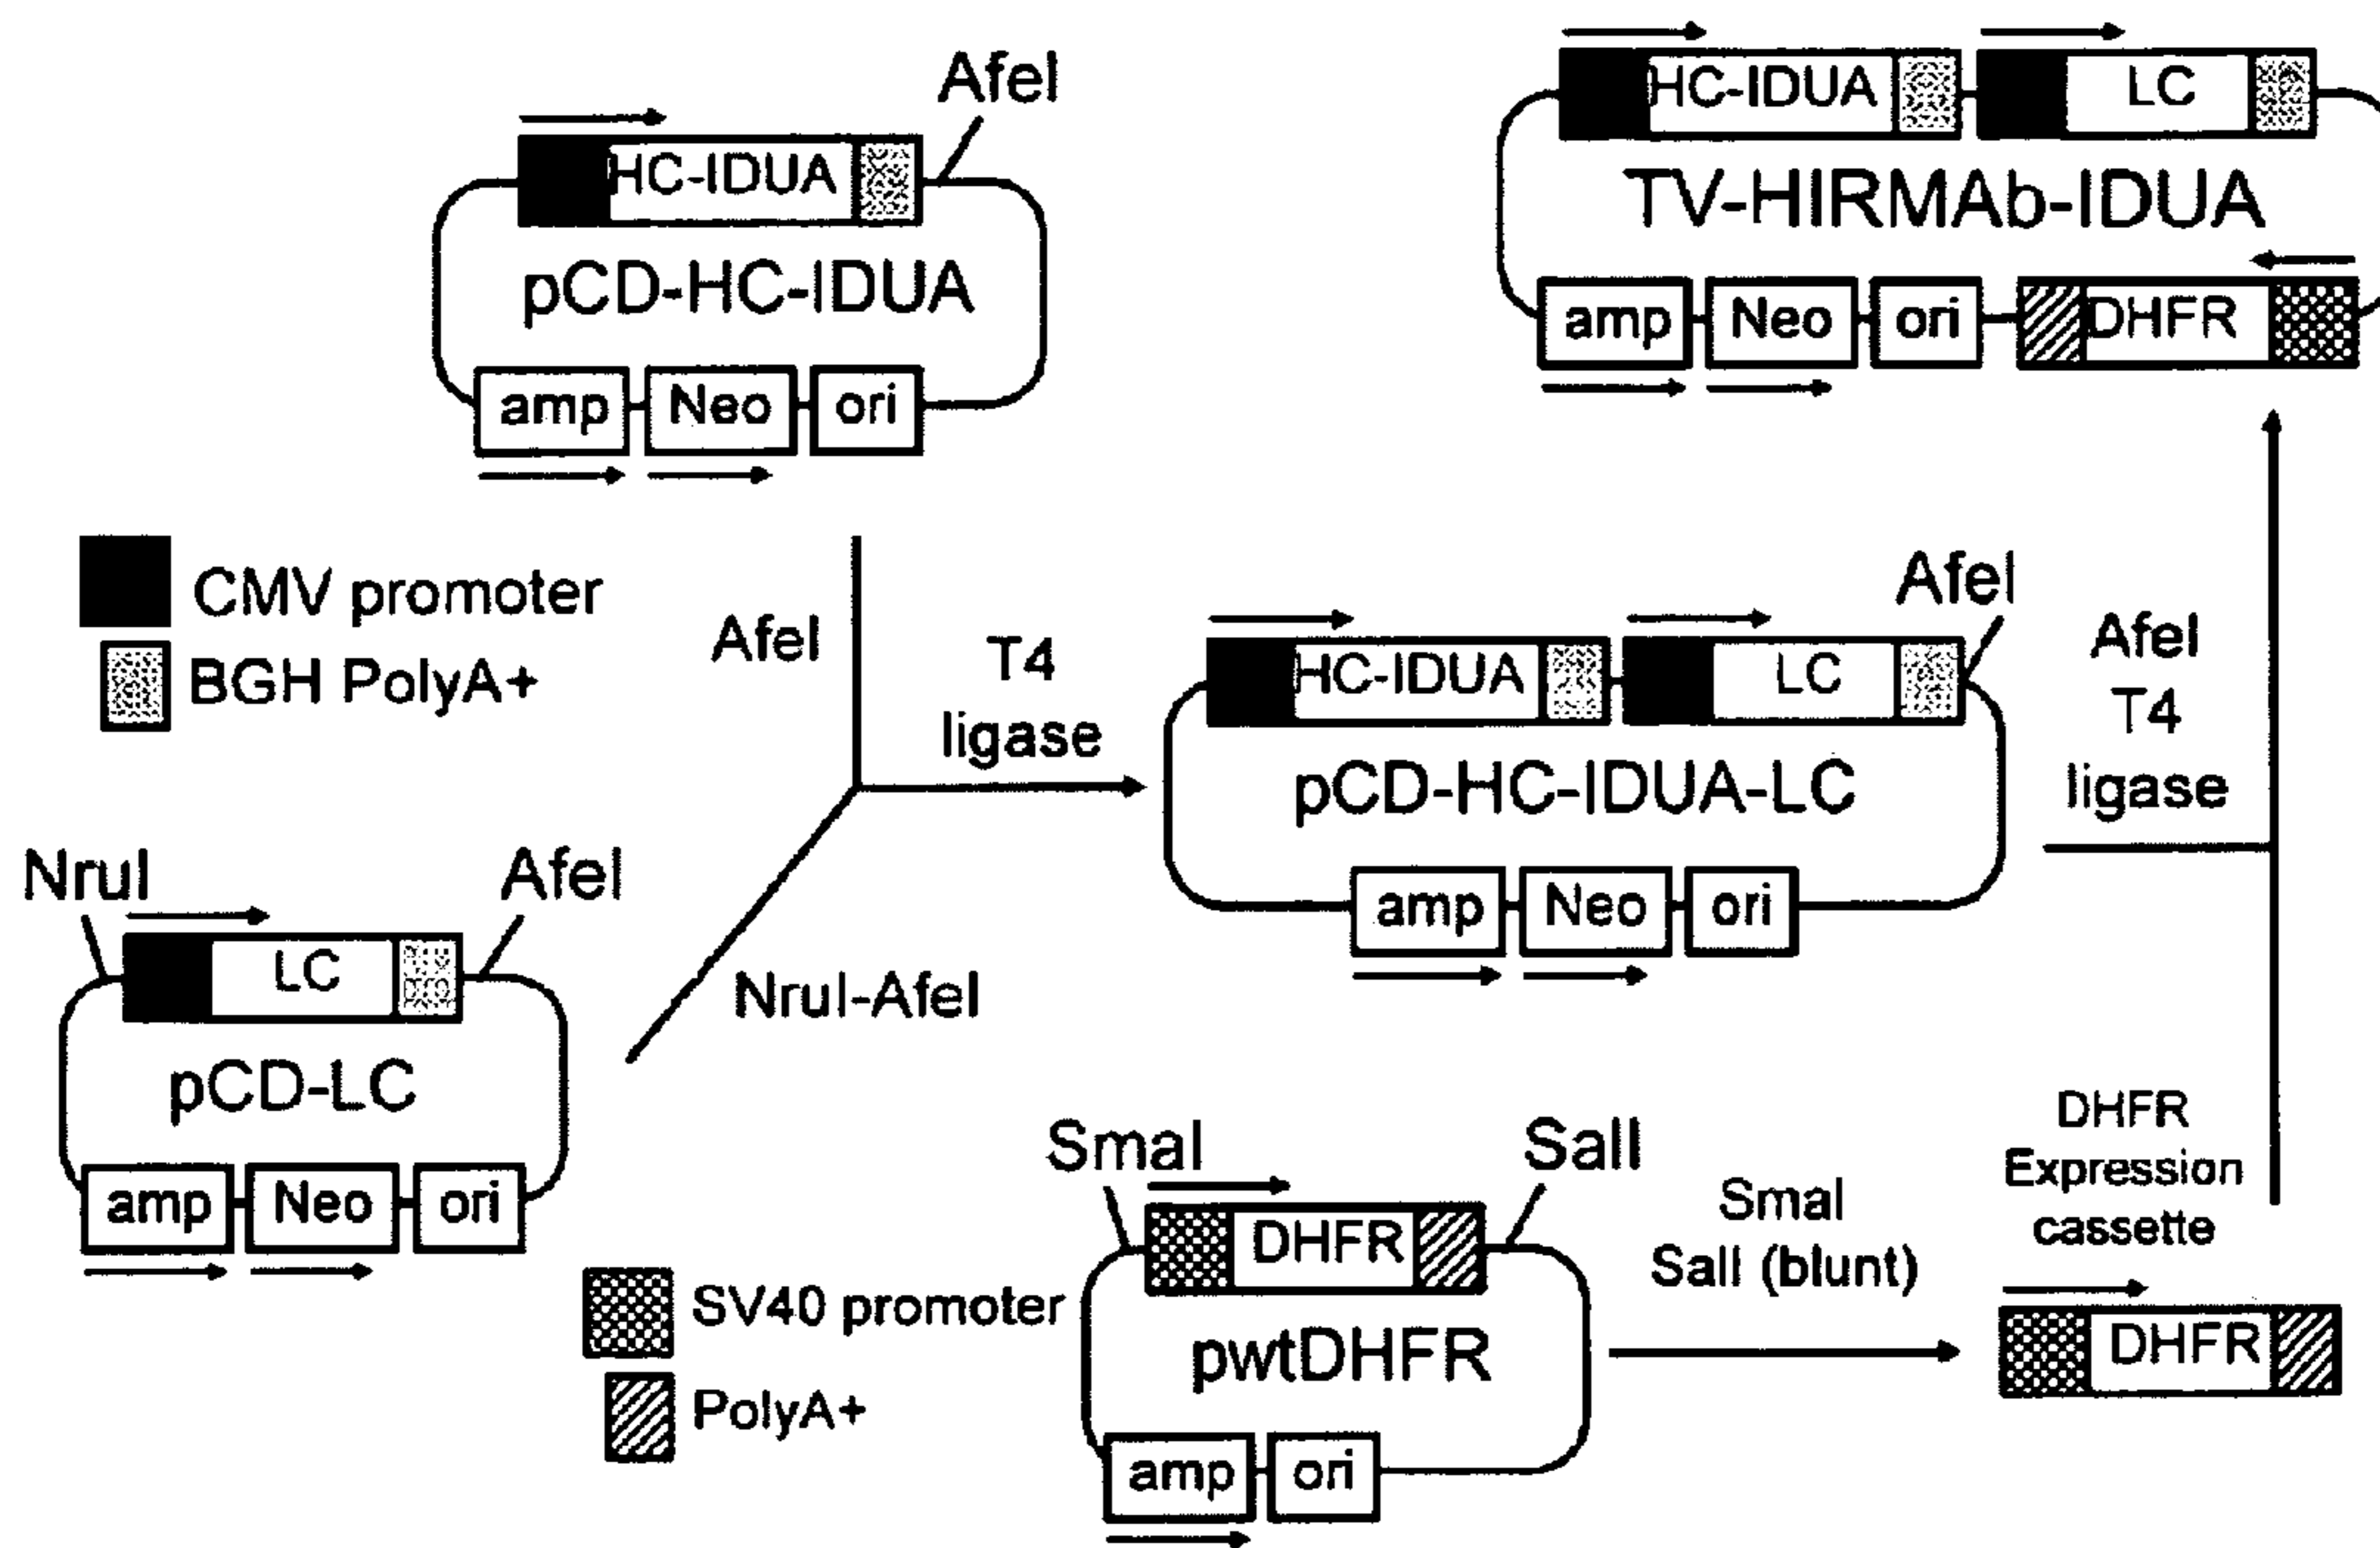 AfeI
HC-IDUA
pCD-HC-IDUA
amp Neo ori
HC-IDUA LC
TV-HIRMAb-IDUA
amp Neo ori DHFR
CMV promoter
BGH PolyA+
AfeI
T4
ligase
AfeI
HC-IDUA LC
pCD-HC-IDUA-LC
amp Neo ori
AfeI
T4
ligase
NruI AfeI
LC
pCD-LC
amp Neo ori
NruI-AfeI
SV40 promoter
PolyA+
SmaI SalI
DHFR
pwtDHFR
amp ori
SmaI
SalI (blunt)
DHFR
Expression
cassette
DHFR